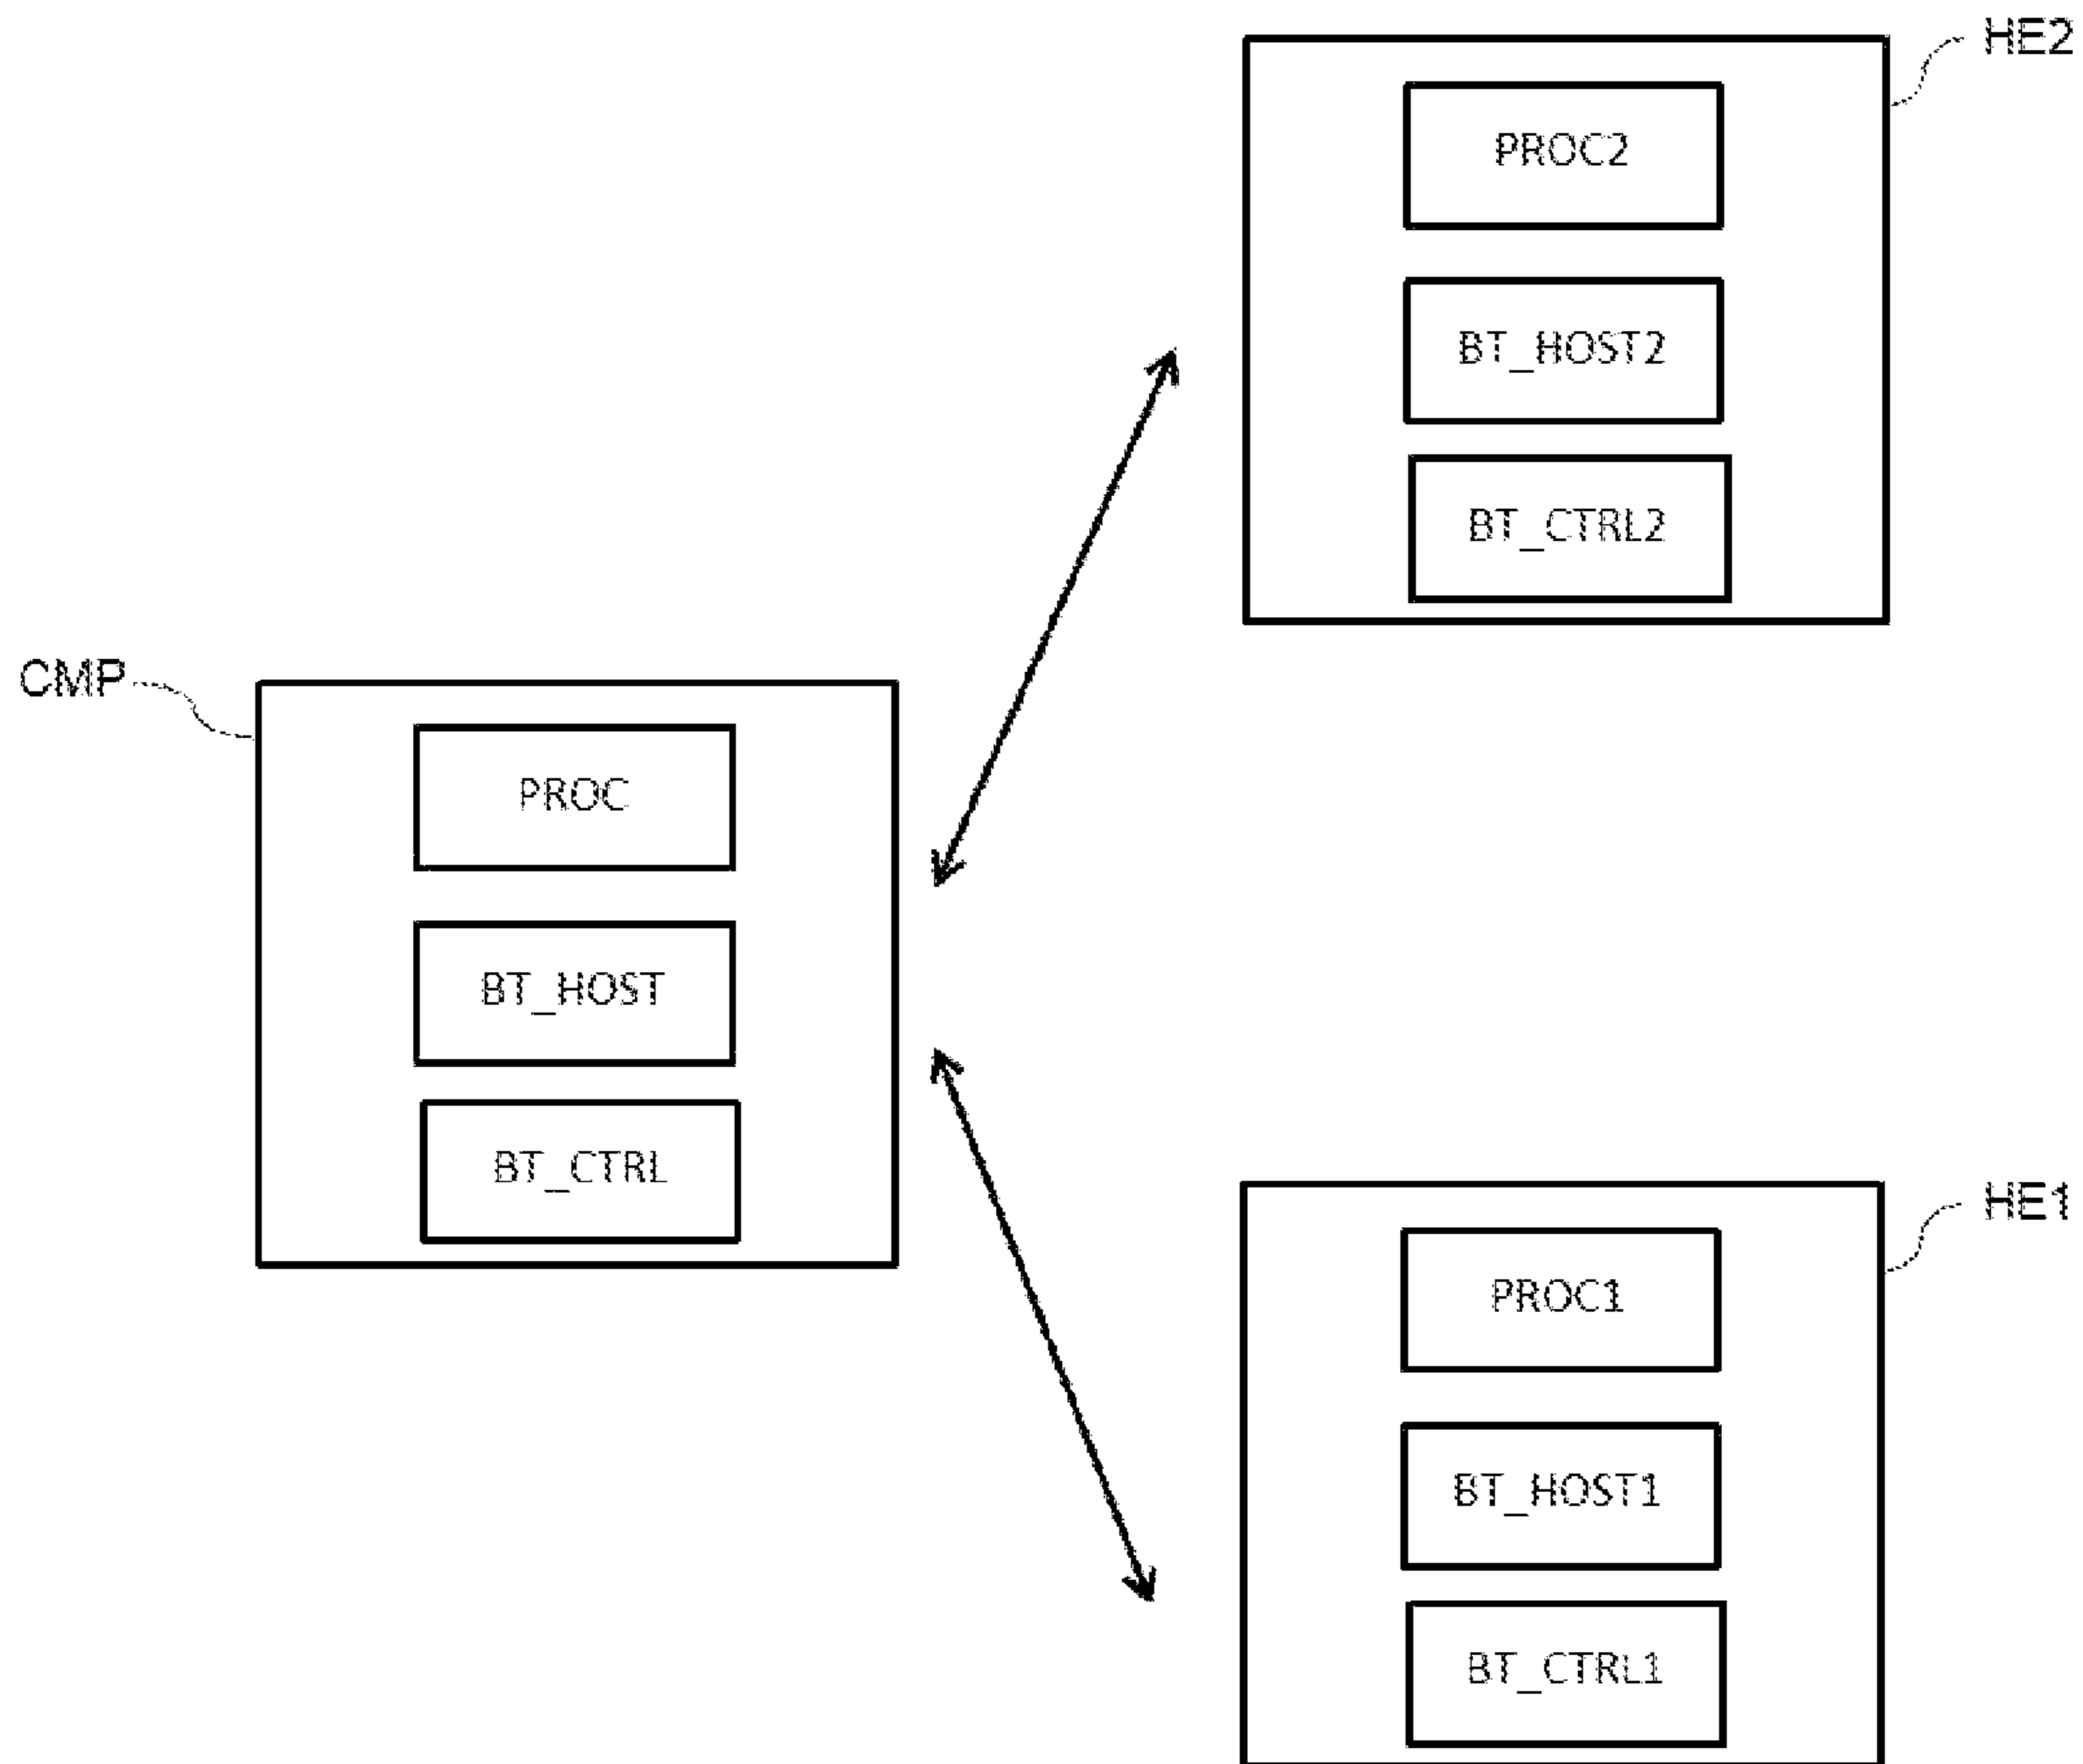 HE2
PROC2
BT_HOST2
BT_CTRL2
CMP
PROC
BT_HOST
BT_CTRL
HE1
PROC1
BT_HOST1
BT_CTRL1